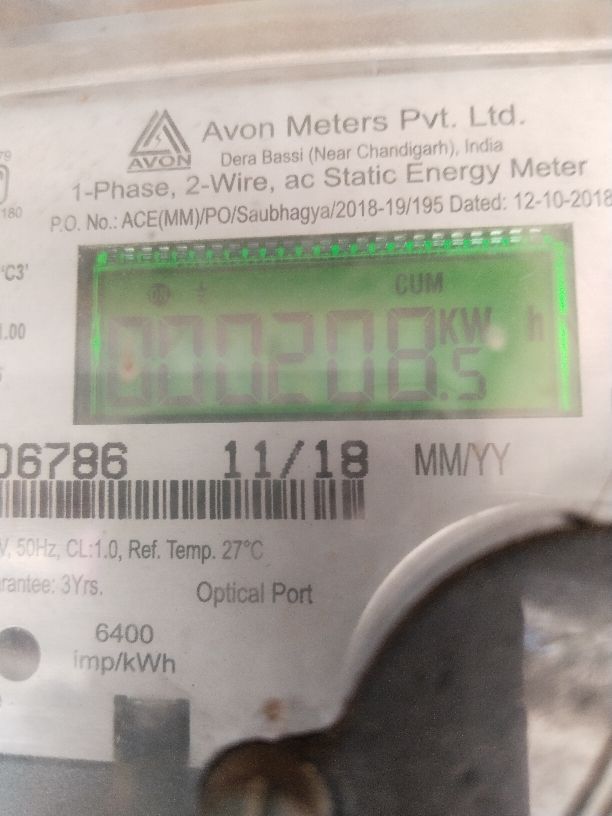 AVON
Avon Meters Pvt. Ltd.
Dera Bassi (Near Chandigarh), India
1-Phase, 2-Wire, ac Static Energy Meter
P.O. No.: ACE(MM)/PO/Saubhagya/2018-19/195 Dated: 12-10-2018
180
'C3'
1.00
CUM
000208.5 KW h
06786 11/18 MM/YY
V, 50Hz, CL:1.0, Ref. Temp. 27°C
rantee: 3Yrs.
Optical Port
6400
imp/kWh